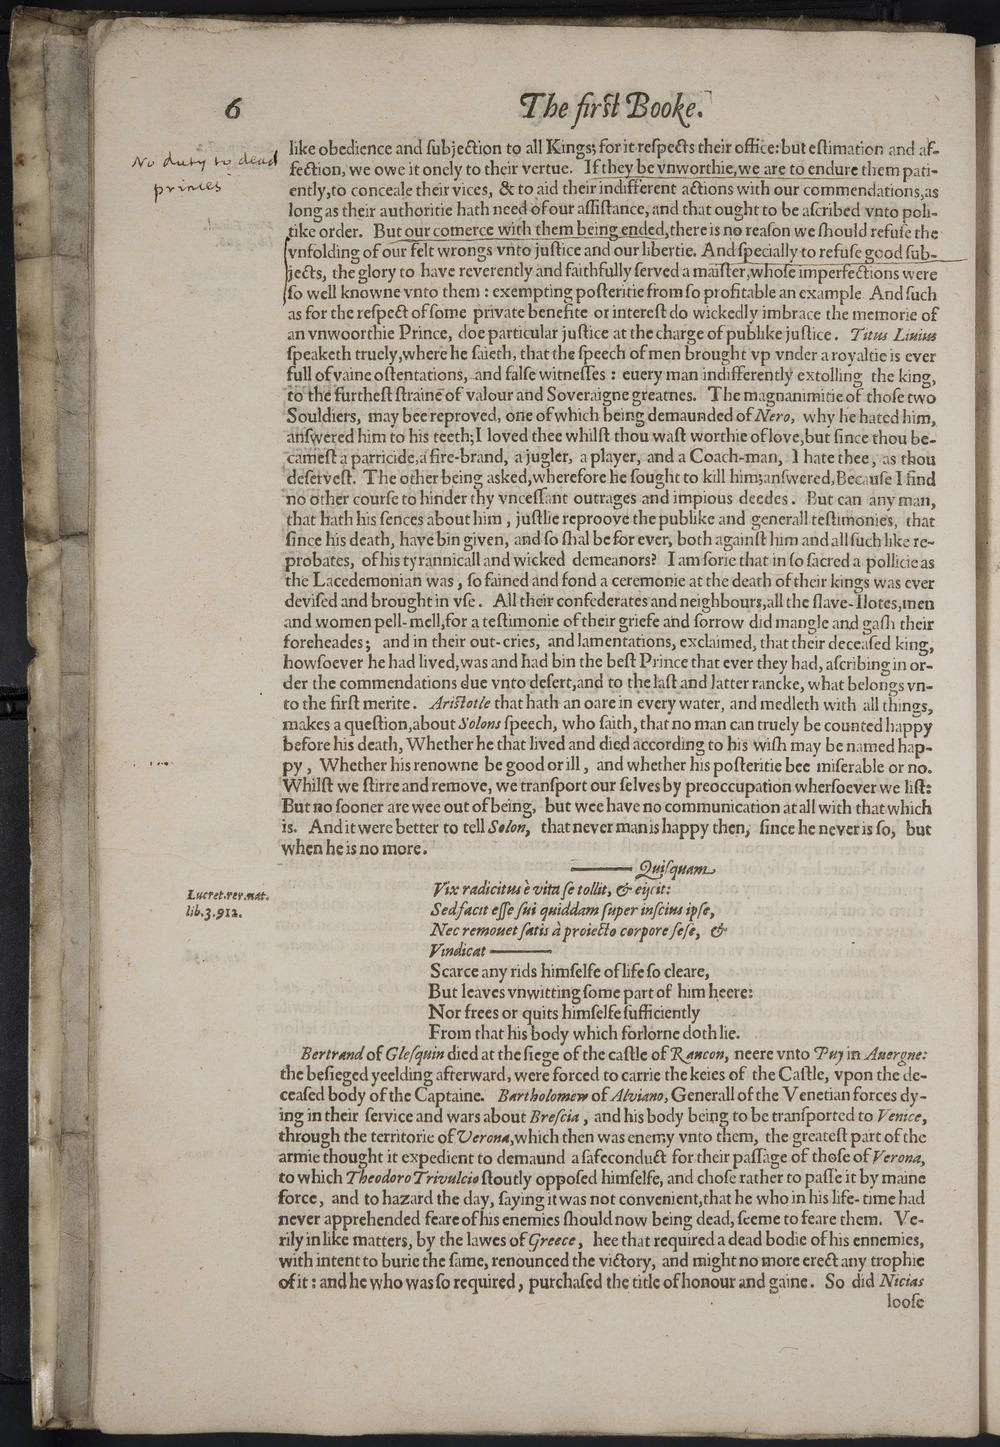 6
The firſt Booke.
No duty to dead
princes
like obedience and ſubjection to all Kings; for it reſpects their office: but eſtimation and af-
fection, we owe it onely to their vertue. If they be vnworthie, we are to endure them pati-
ently, to conceale their vices, & to aid their indifferent actions with our commendations, as
long as their authoritie hath need of our aſſiſtance, and that ought to be aſcribed vnto poli-
tike order. But our comerce with them being ended, there is no reaſon we ſhould refuſe the
vnfolding of our felt wrongs vnto juſtice and our libertie. And ſpecially to refuſe good ſub-
jects, the glory to have reverently and faithfully ſerved a maiſter, whoſe imperfections were
ſo well knowne vnto them: exempting poſteritie from ſo profitable an example And ſuch
as for the reſpect of ſome private benefite or intereſt do wickedly imbrace the memorie of
an vnwoorthie Prince, doe particular juſtice at the charge of publike juſtice. Titus Livius
ſpeaketh truely, where he ſaieth, that the ſpeech of men brought vp vnder a royaltie is ever
full of vaine oſtentations, and falſe witneſſes: euery man indifferently extolling the king,
to the furtheſt ſtraine of valour and Soveraigne greatnes. The magnanimitie of thoſe two
Souldiers, may bee reproved, one of which being demaunded of Nero, why he hated him,
anſwered him to his teeth; I loved thee whilſt thou waſt worthie of love, but ſince thou be-
cameſt a parricide, a fire-brand, a jugler, a player, and a Coach-man, I hate thee, as thou
deſerveſt. The other being asked, wherefore he ſought to kill him; anſwered, Becauſe I find
no other courſe to hinder thy vnceſſant outrages and impious deedes. But can any man,
that hath his ſences about him, juſtlie reproove the publike and generall teſtimonies, that
ſince his death, have bin given, and ſo ſhal be for ever, both againſt him and all ſuch like re-
probates, of his tyrannicall and wicked demeanors? I am ſorie that in ſo ſacred a pollicie as
the Lacedemonian was, ſo fained and fond a ceremonie at the death of their kings was ever
deviſed and brought in vſe. All their confederates and neighbours, all the ſlave-Ilotes, men
and women pell-mell, for a teſtimonie of their griefe and ſorrow did mangle and gaſh their
foreheades; and in their out-cries, and lamentations, exclaimed, that their deceaſed king,
howſoever he had lived, was and had bin the beſt Prince that ever they had, aſcribing in or-
der the commendations due vnto deſert, and to the laſt and latter rancke, what belongs vn-
to the firſt merite. Ariſtotle that hath an oare in every water, and medleth with all things,
makes a queſtion, about Solons ſpeech, who ſaith, that no man can truely be counted happy
before his death, Whether he that lived and died according to his wiſh may be named hap-
py, Whether his renowne be good or ill, and whether his poſteritie bee miſerable or no.
Whilſt we ſtirre and remove, we tranſport our ſelves by preoccupation wherſoever we liſt:
But no ſooner are wee out of being, but wee have no communication at all with that which
is. And it were better to tell Solon, that never man is happy then, ſince he never is ſo, but
when he is no more.
——— Quiſquam
Lucret. rer. nat.
lib. 3. 912.
Vix radicitus è vita ſe tollit, & eijcit:
Sed facit eſſe ſui quiddam ſuper inſcius ipſe,
Nec remouet ſatis à proiecto corpore ſeſe, &
Vindicat ———
Scarce any rids himſelfe of life ſo cleare,
But leaves vnwitting ſome part of him heere:
Nor frees or quits himſelfe ſufficiently
From that his body which forlorne doth lie.
Bertrand of Gleſquin died at the ſiege of the caſtle of Rancon, neere vnto Puy in Auergne:
the beſieged yeelding afterward, were forced to carrie the keies of the Caſtle, vpon the de-
ceaſed body of the Captaine. Bartholomew of Alviano, Generall of the Venetian forces dy-
ing in their ſervice and wars about Breſcia, and his body being to be tranſported to Venice,
through the territorie of Verona, which then was enemy vnto them, the greateſt part of the
armie thought it expedient to demaund a ſafeconduct for their paſſage of thoſe of Verona,
to which Theodoro Trivulcio ſtoutly oppoſed himſelfe, and choſe rather to paſſe it by maine
force, and to hazard the day, ſaying it was not convenient, that he who in his life-time had
never apprehended feare of his enemies ſhould now being dead, ſeeme to feare them. Ve-
rily in like matters, by the lawes of Greece, hee that required a dead bodie of his ennemies,
with intent to burie the ſame, renounced the victory, and might no more erect any trophie
of it: and he who was ſo required, purchaſed the title of honour and gaine. So did Nicias
looſe